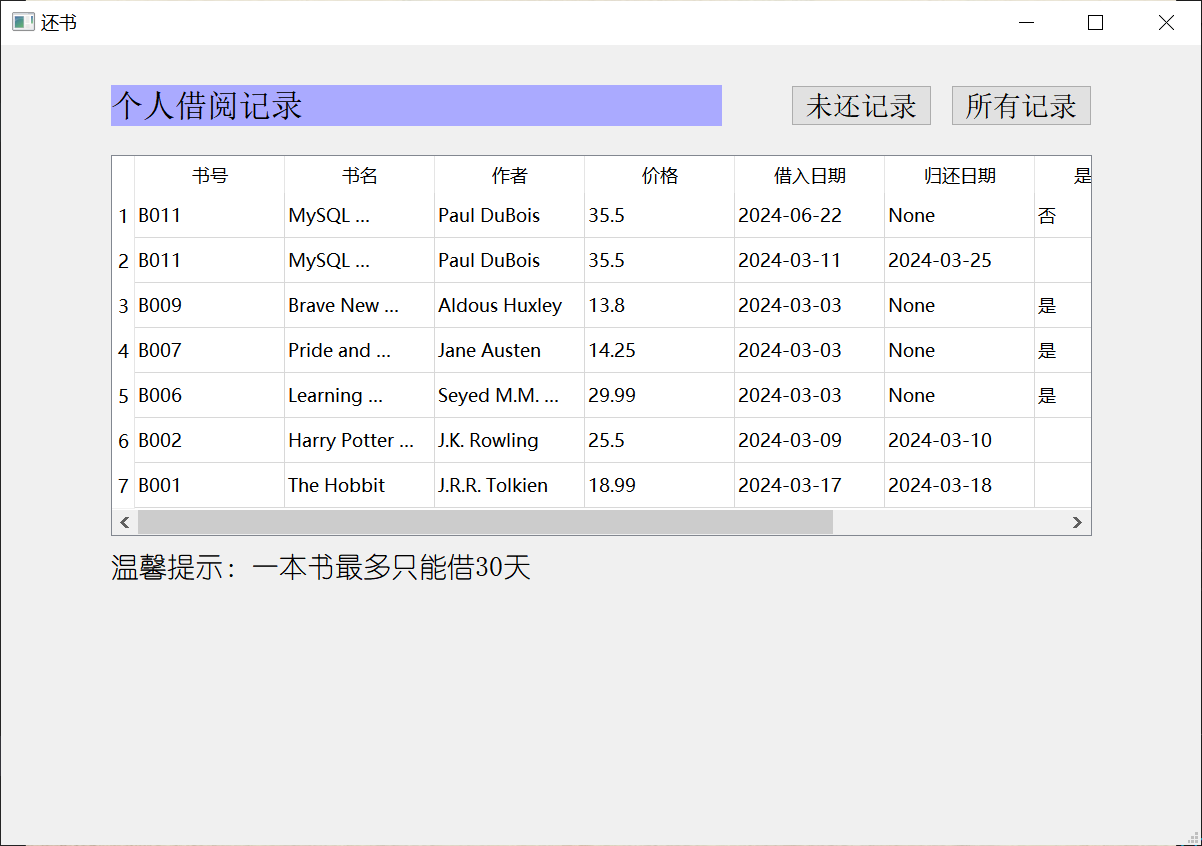 还书
个人借阅记录 未还记录 所有记录
书号 书名 作者 价格 借入日期 归还日期 是
1 B011 MySQL ... Paul DuBois 35.5 2024-06-22 None 否
2 B011 MySQL ... Paul DuBois 35.5 2024-03-11 2024-03-25
3 B009 Brave New ... Aldous Huxley 13.8 2024-03-03 None 是
4 B007 Pride and ... Jane Austen 14.25 2024-03-03 None 是
5 B006 Learning ... Seyed M.M. ... 29.99 2024-03-03 None 是
6 B002 Harry Potter ... J.K. Rowling 25.5 2024-03-09 2024-03-10
7 B001 The Hobbit J.R.R. Tolkien 18.99 2024-03-17 2024-03-18
温馨提示：一本书最多只能借30天